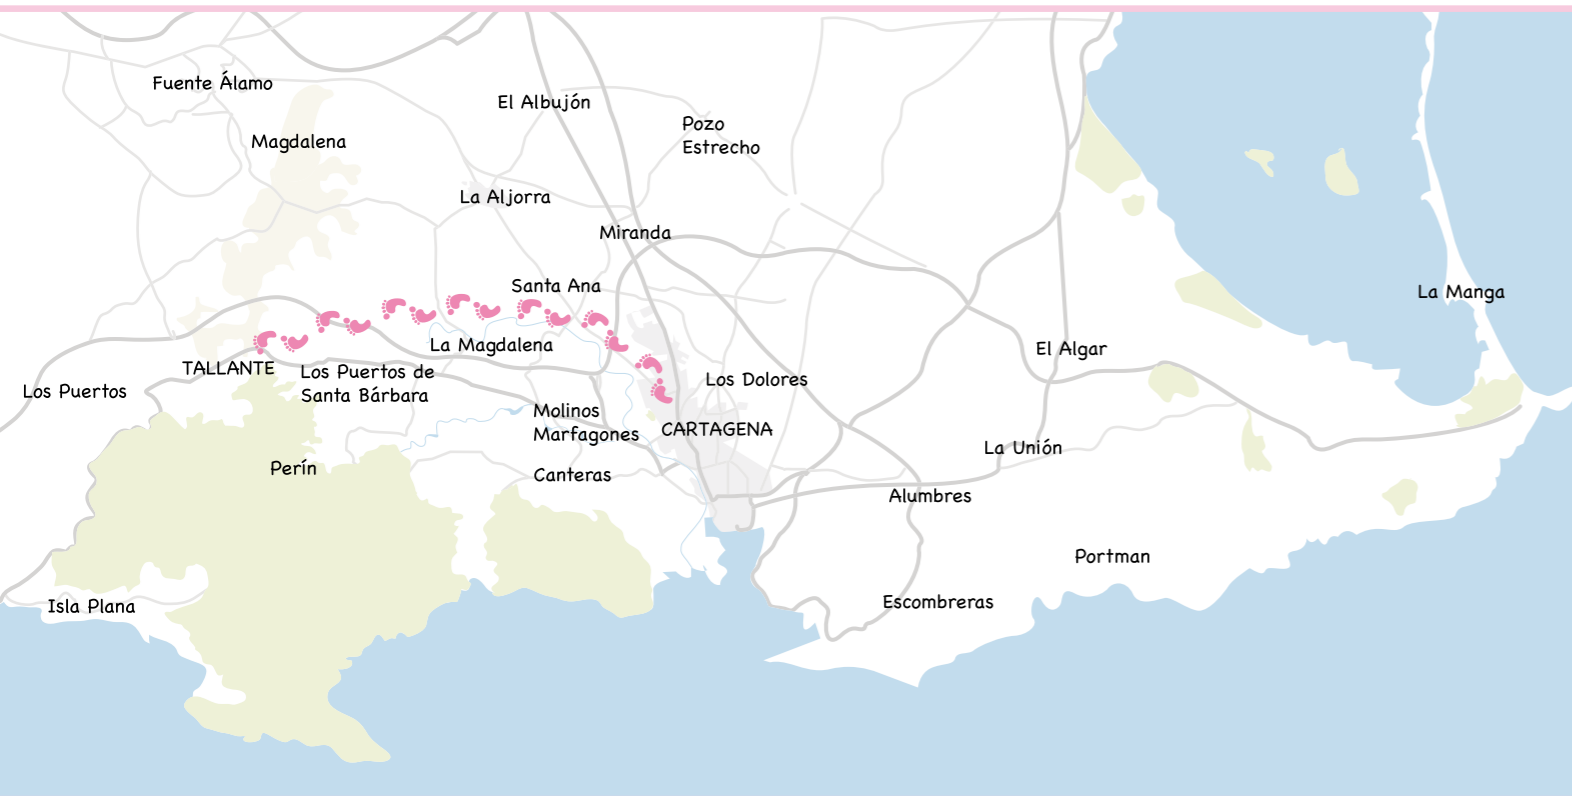 Fuente Álamo
El Albujón
Pozo
Estrecho
Magdalena
La Aljorra
Miranda
Santa Ana
La Manga
La Magdalena
El Algar
TALLANTE
Los Puertos de
Santa Bárbara
Los Dolores
Los Puertos
Molinos
Marfagones
CARTAGENA
La Unión
Perín
Canteras
Alumbres
Portman
Isla Plana
Escombreras